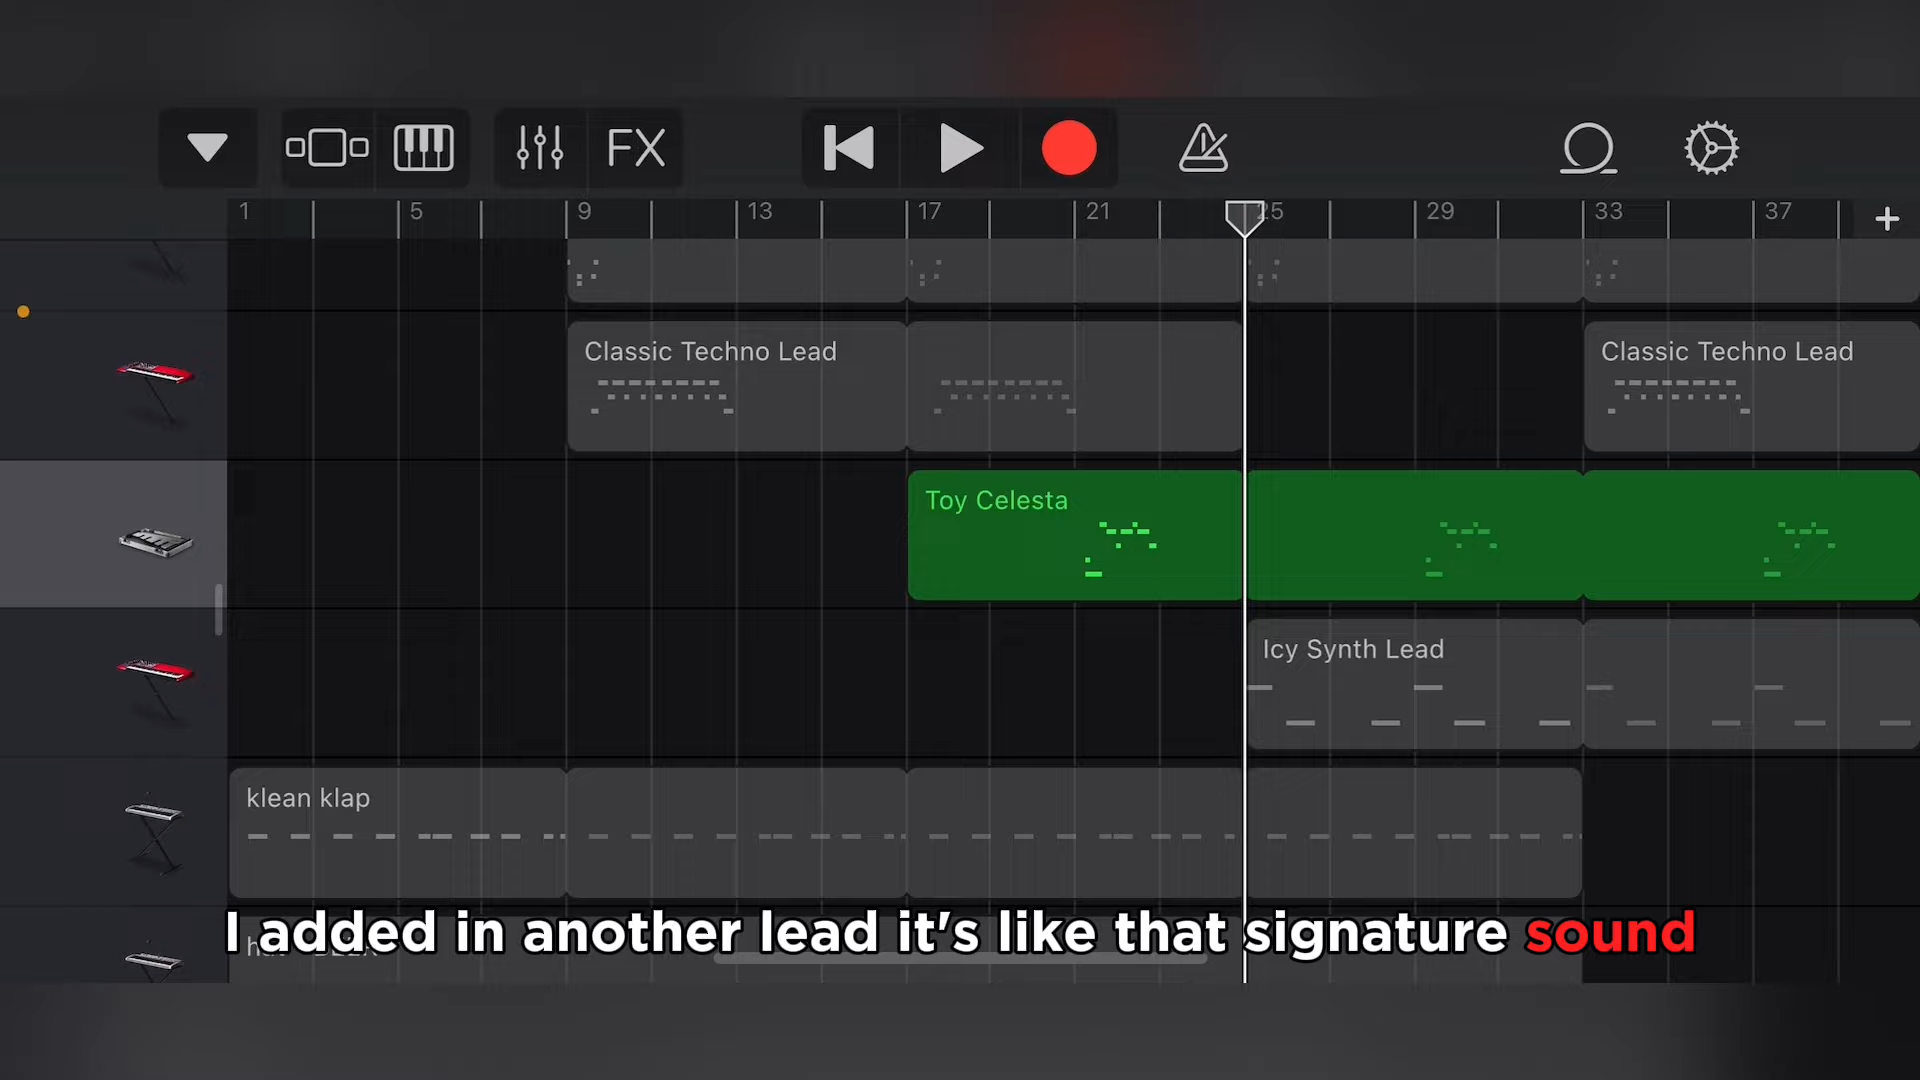 FX
1 5 9 13 17 21 25 29 33 37 +
Classic Techno Lead
Classic Techno Lead
Toy Celesta
Icy Synth Lead
klean klap
I added in another lead it's like that signature sound